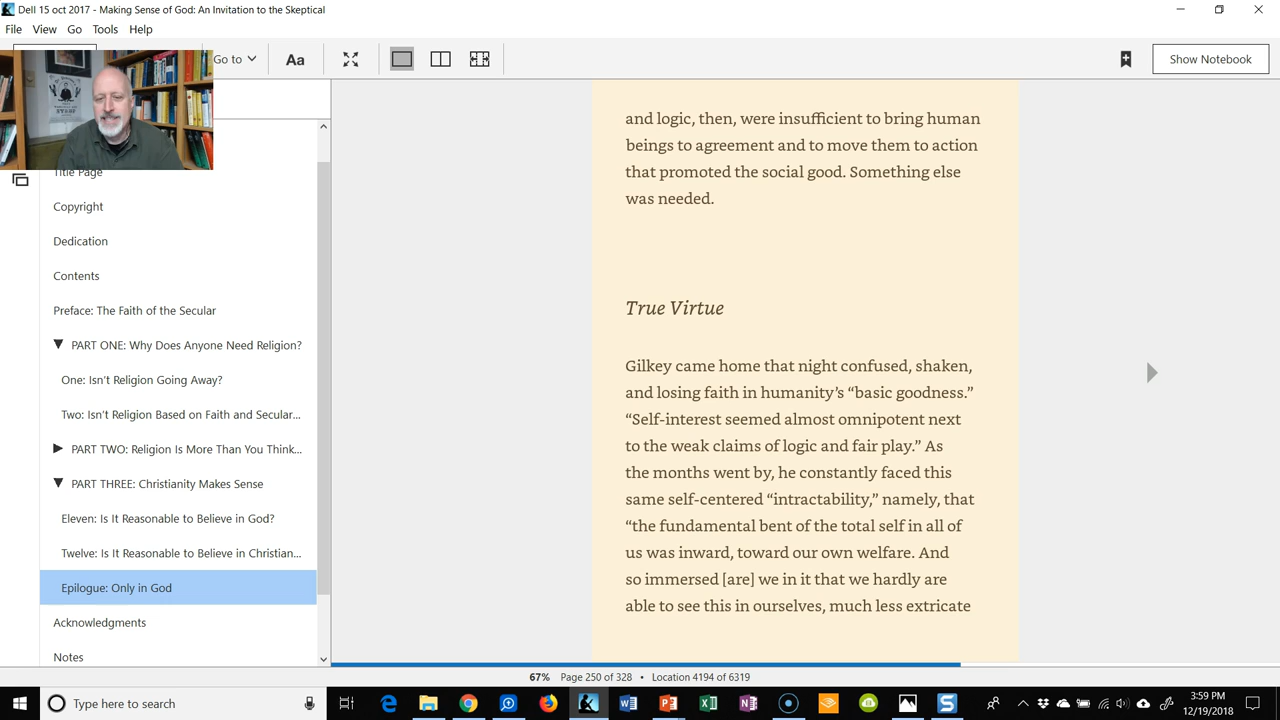 Dell 15 oct 2017 - Making Sense of God: An Invitation to the Skeptical
File View Go Tools Help
Go to
Aa
Show Notebook
Title Page
Copyright
Dedication
Contents
Preface: The Faith of the Secular
PART ONE: Why Does Anyone Need Religion?
One: Isn't Religion Going Away?
Two: Isn't Religion Based on Faith and Secular...
PART TWO: Religion Is More Than You Think...
PART THREE: Christianity Makes Sense
Eleven: Is It Reasonable to Believe in God?
Twelve: Is It Reasonable to Believe in Christian...
Epilogue: Only in God
Acknowledgments
Notes
and logic, then, were insufficient to bring human
beings to agreement and to move them to action
that promoted the social good. Something else
was needed.
True Virtue
Gilkey came home that night confused, shaken,
and losing faith in humanity's “basic goodness.”
“Self-interest seemed almost omnipotent next
to the weak claims of logic and fair play.” As
the months went by, he constantly faced this
same self-centered “intractability,” namely, that
“the fundamental bent of the total self in all of
us was inward, toward our own welfare. And
so immersed [are] we in it that we hardly are
able to see this in ourselves, much less extricate
67% Page 250 of 328 • Location 4194 of 6319
Type here to search
3:59 PM
12/19/2018